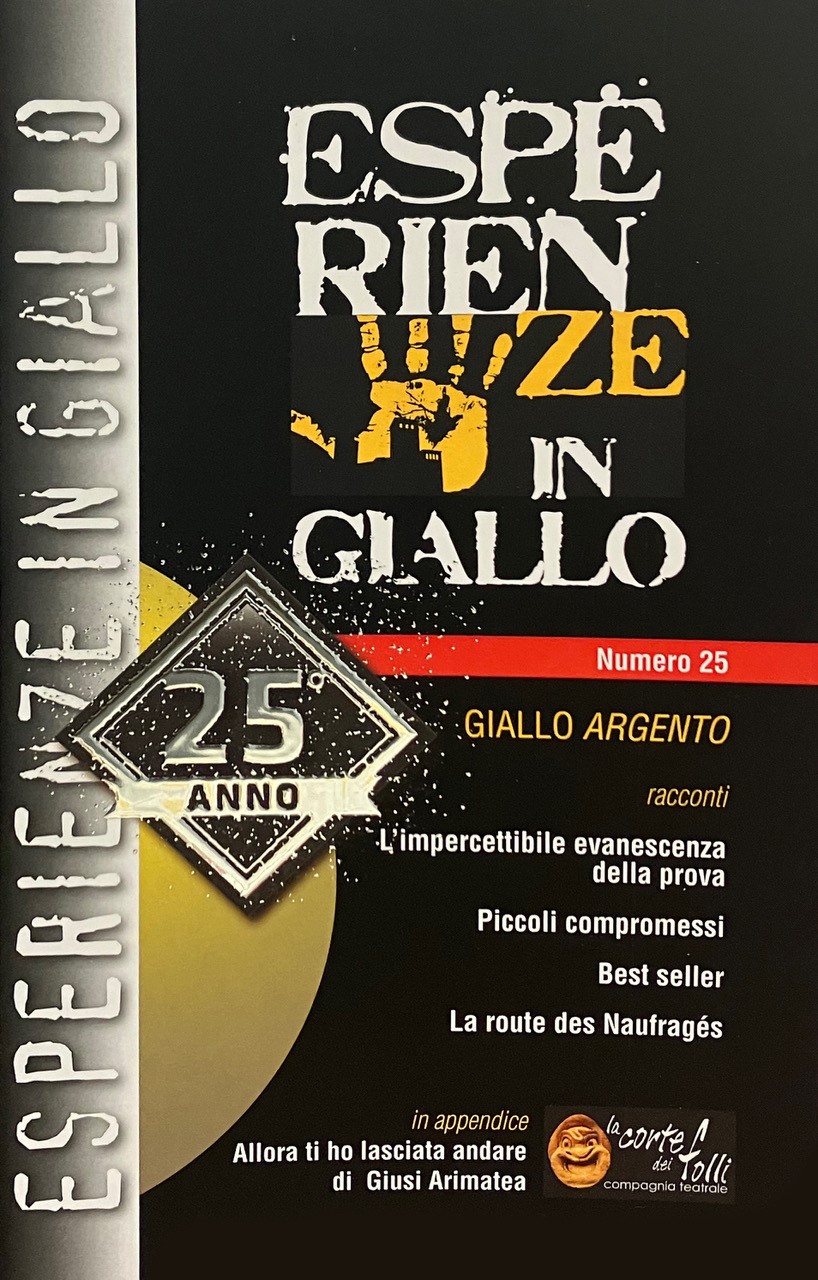 ESPERIENZE IN GIALLO
ESPE
RIEN
ZE
IN
GIALLO
25°
ANNO
Numero 25
GIALLO ARGENTO
racconti
L'impercettibile evanescenza
della prova
Piccoli compromessi
Best seller
La route des Naufragés
in appendice
Allora ti ho lasciata andare
di Giusi Arimatea
la corte
dei folli
compagnia teatrale